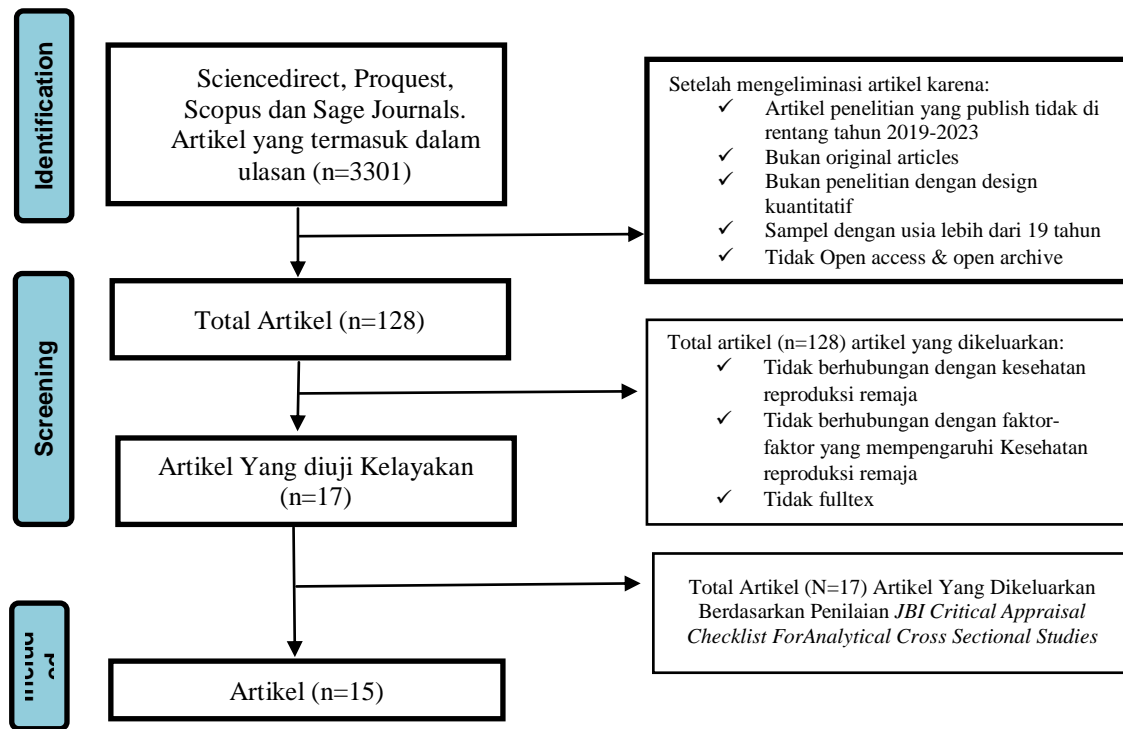 Identification
Sciencedirect, Proquest,
Scopus dan Sage Journals.
Artikel yang termasuk dalam
ulasan (n=3301)
Setelah mengeliminasi artikel karena:
✓ Artikel penelitian yang publish tidak di
rentang tahun 2019-2023
✓ Bukan original articles
✓ Bukan penelitian dengan design
kuantitatif
✓ Sampel dengan usia lebih dari 19 tahun
✓ Tidak Open access & open archive
Screening
Total Artikel (n=128)
Total artikel (n=128) artikel yang dikeluarkan:
✓ Tidak berhubungan dengan kesehatan
reproduksi remaja
✓ Tidak berhubungan dengan faktor-
faktor yang mempengaruhi Kesehatan
reproduksi remaja
✓ Tidak fulltex
Artikel Yang diuji Kelayakan
(n=17)
Total Artikel (N=17) Artikel Yang Dikeluarkan
Berdasarkan Penilaian JBI Critical Appraisal
Checklist ForAnalytical Cross Sectional Studies
Includ
ed
Artikel (n=15)